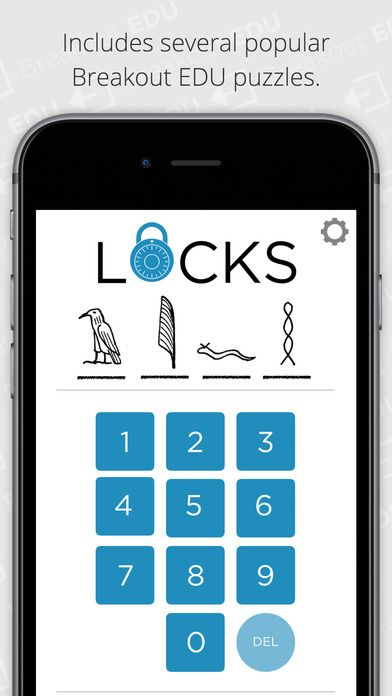 Includes several popular
Breakout EDU puzzles.
LOCKS
1 2 3
4 5 6
7 8 9
0 DEL